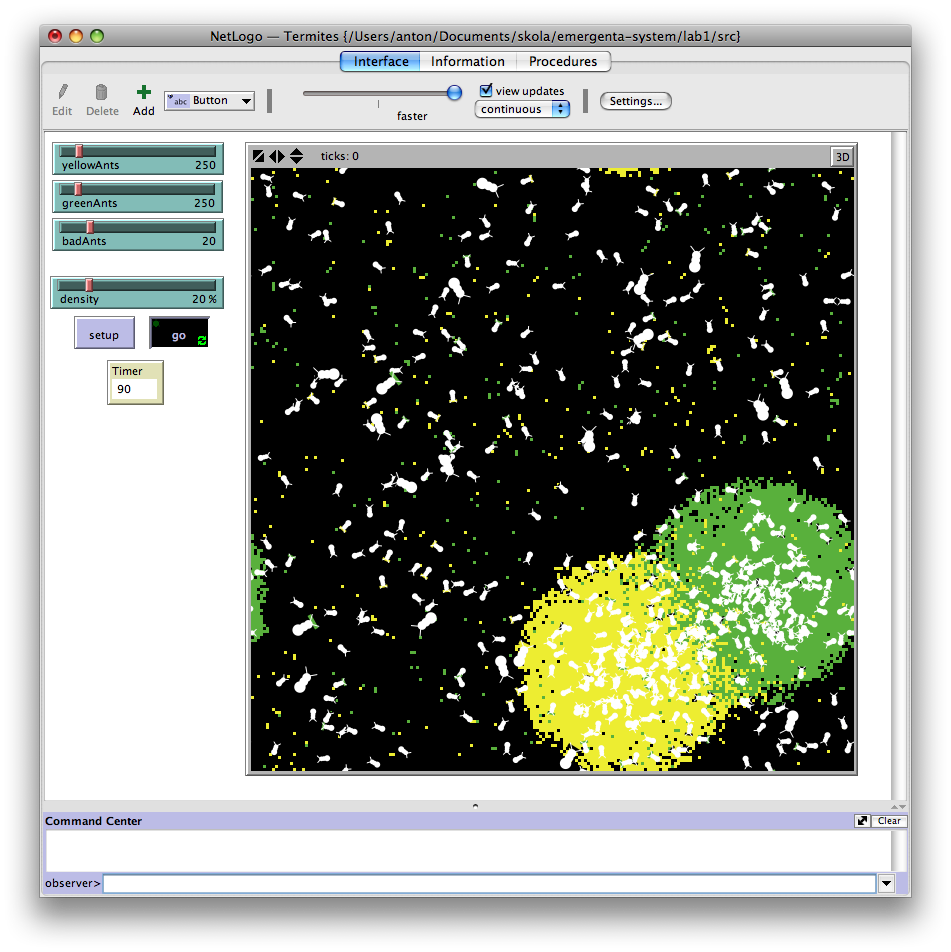 NetLogo — Termites {/Users/anton/Documents/skola/emergenta-system/lab1/src}
Interface Information Procedures
Edit Delete Add abc Button faster view updates continuous Settings...
yellowAnts 250
greenAnts 250
badAnts 20
density 20 %
setup go
Timer
90
ticks: 0 3D
Command Center Clear
observer>